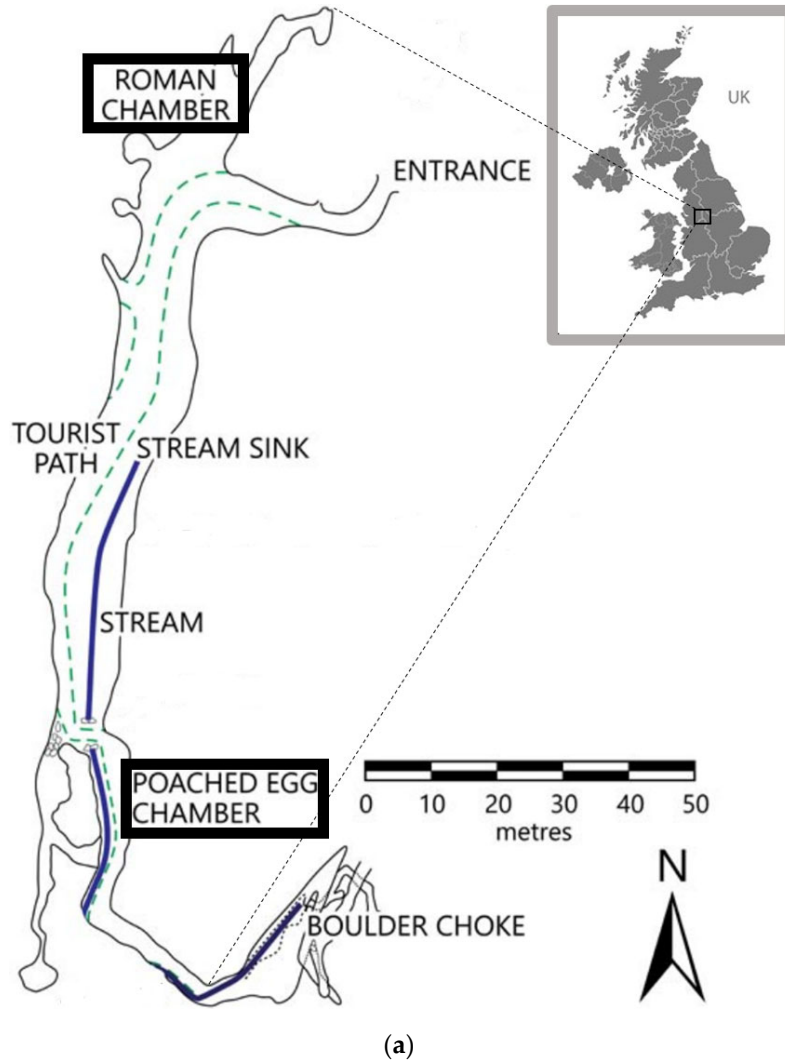 ROMAN
CHAMBER
UK
ENTRANCE
TOURIST
PATH
STREAM SINK
STREAM
POACHED EGG
CHAMBER
0 10 20 30 40 50
metres
N
BOULDER CHOKE
(a)